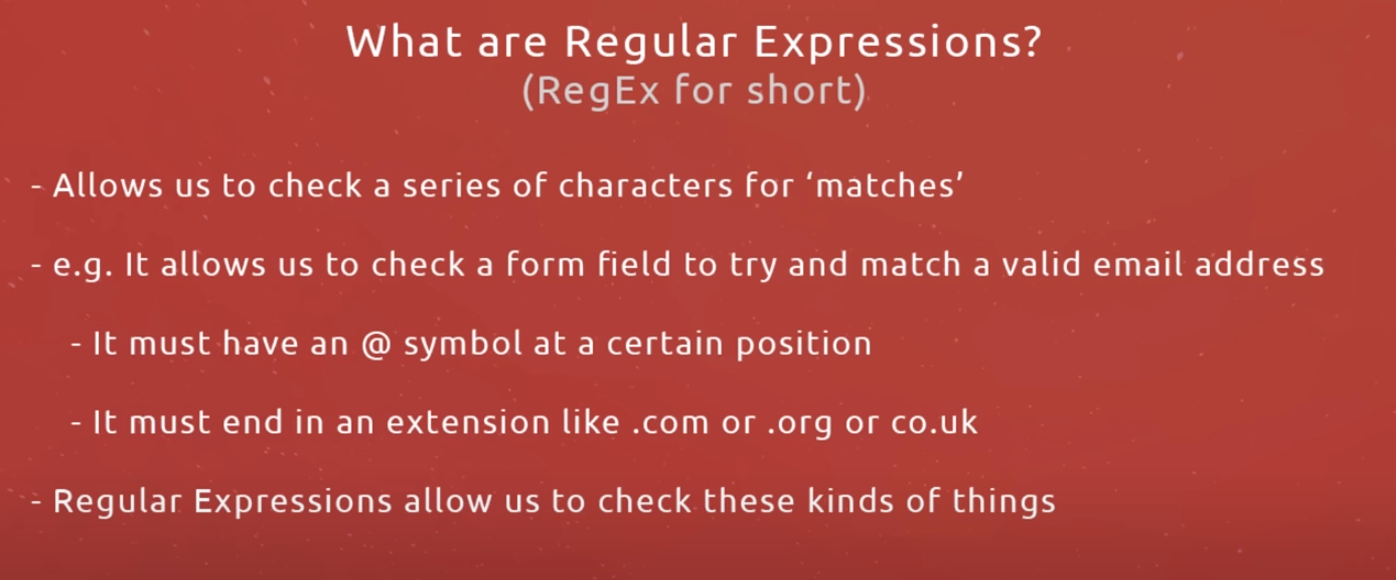 What are Regular Expressions?
(RegEx for short)
- Allows us to check a series of characters for ‘matches’
- e.g. It allows us to check a form field to try and match a valid email address
- It must have an @ symbol at a certain position
- It must end in an extension like .com or .org or co.uk
- Regular Expressions allow us to check these kinds of things